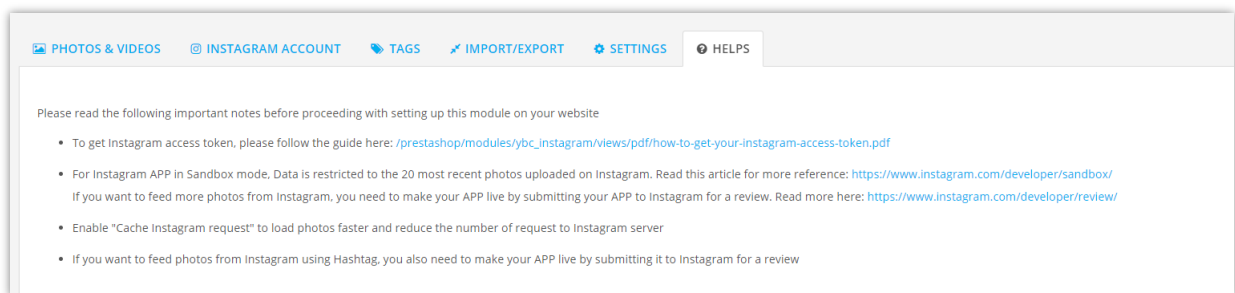 PHOTOS & VIDEOS INSTAGRAM ACCOUNT TAGS IMPORT/EXPORT SETTINGS HELPS
Please read the following important notes before proceeding with setting up this module on your website
• To get Instagram access token, please follow the guide here: /prestashop/modules/ybc_instagram/views/pdf/how-to-get-your-instagram-access-token.pdf
• For Instagram APP in Sandbox mode, Data is restricted to the 20 most recent photos uploaded on Instagram. Read this article for more reference: https://www.instagram.com/developer/sandbox/
If you want to feed more photos from Instagram, you need to make your APP live by submitting your APP to Instagram for a review. Read more here: https://www.instagram.com/developer/review/
• Enable "Cache Instagram request" to load photos faster and reduce the number of request to Instagram server
• If you want to feed photos from Instagram using Hashtag, you also need to make your APP live by submitting it to Instagram for a review